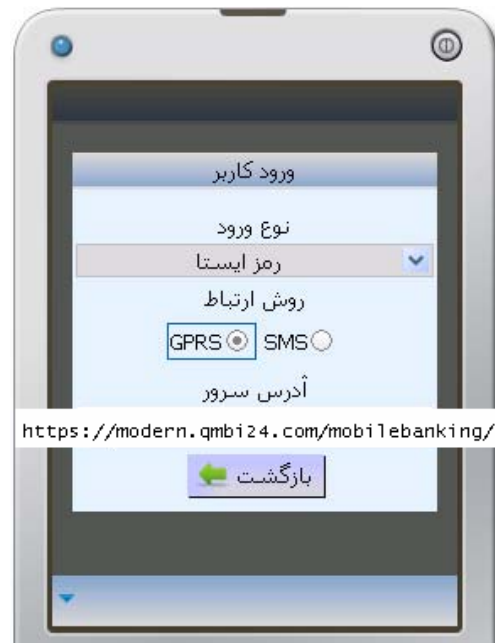 ورود کاربر
نوع ورود
رمز ایستا
روش ارتباط
SMS GPRS
آدرس سرور
https://modern.qmbi24.com/mobilebanking/
بازگشت